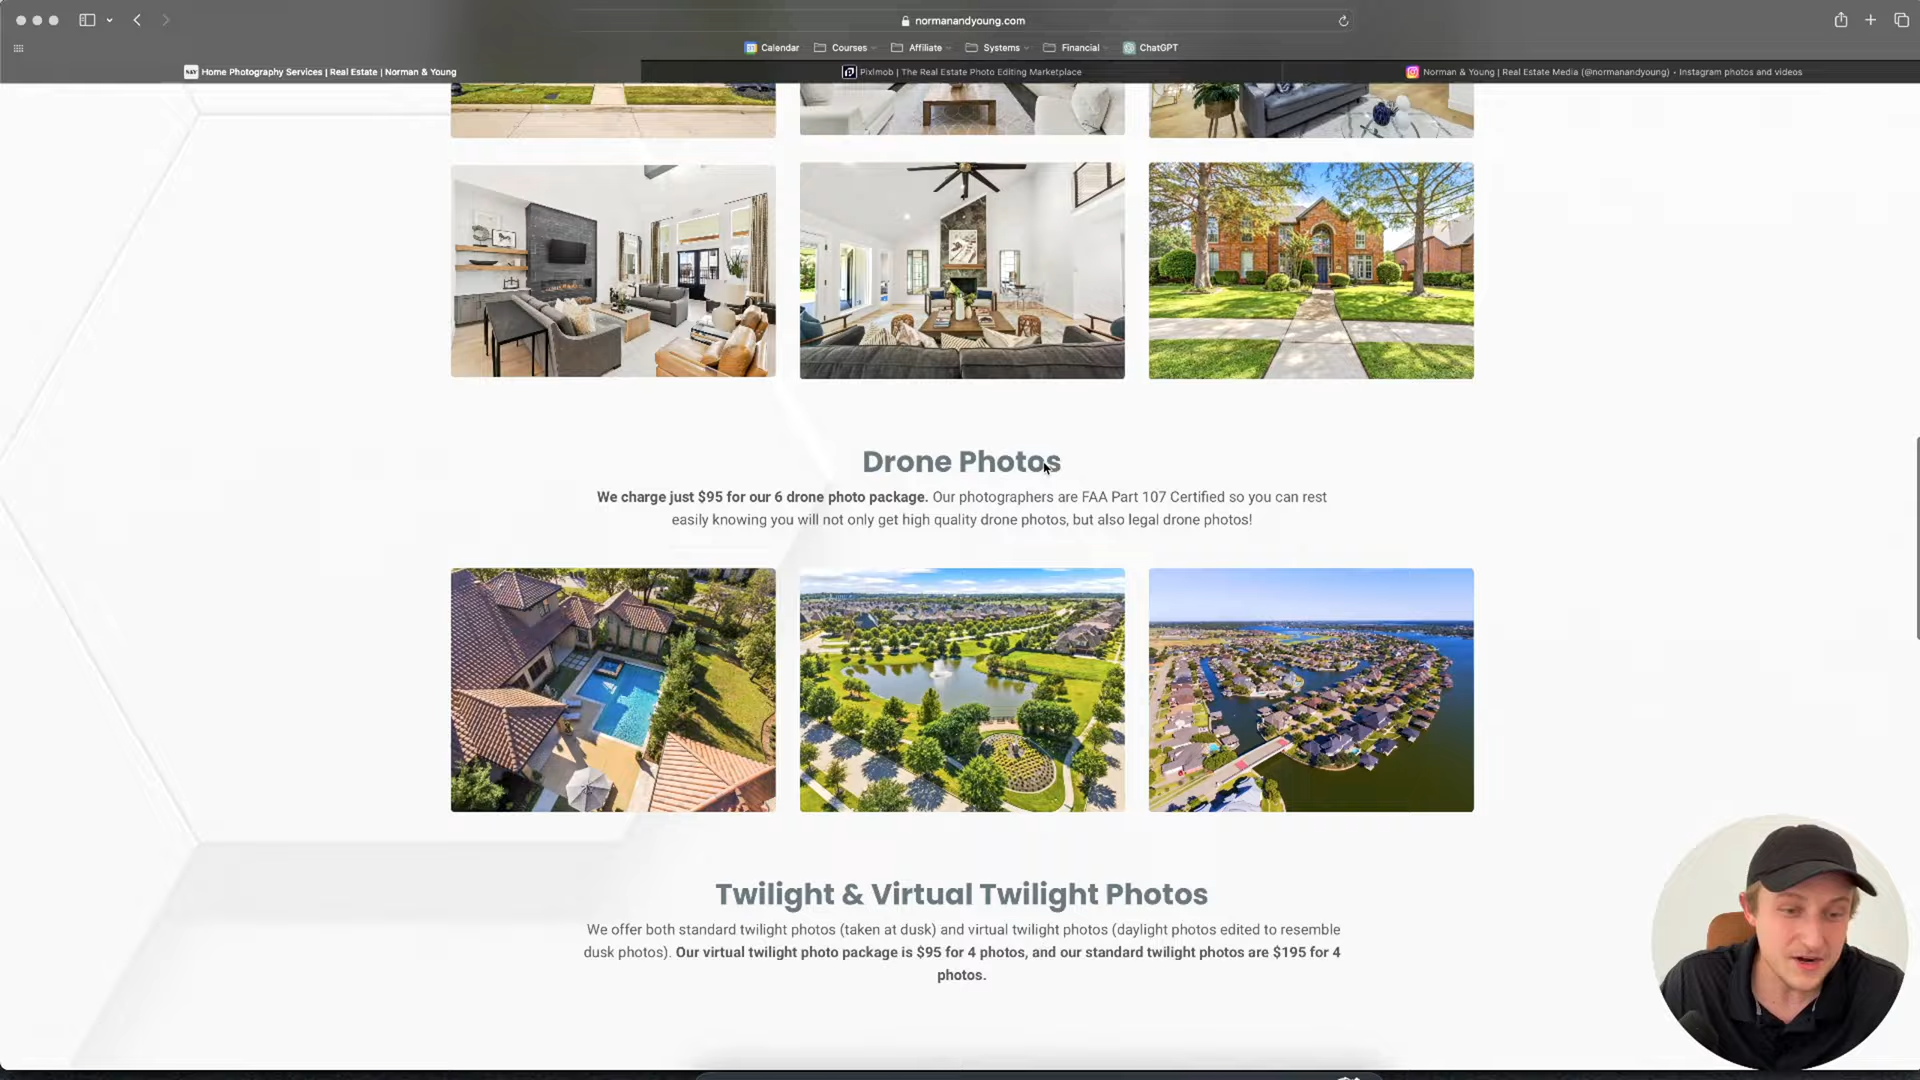 normanandyoung.com
Calendar
Courses
Affiliate
Systems
Financial
ChatGPT
N&Y
Home Photography Services | Real Estate | Norman & Young
Pixlmob | The Real Estate Photo Editing Marketplace
Norman & Young | Real Estate Media (@normanandyoung) • Instagram photos and videos
Drone Photos
We charge just $95 for our 6 drone photo package. Our photographers are FAA Part 107 Certified so you can rest
easily knowing you will not only get high quality drone photos, but also legal drone photos!
Twilight & Virtual Twilight Photos
We offer both standard twilight photos (taken at dusk) and virtual twilight photos (daylight photos edited to resemble
dusk photos). Our virtual twilight photo package is $95 for 4 photos, and our standard twilight photos are $195 for 4
photos.